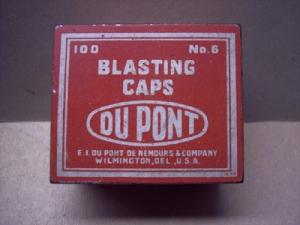 100 No. 6
BLASTING
CAPS
DU PONT
E. I. DU PONT DE NEMOURS & COMPANY
WILMINGTON, DEL., U.S.A.